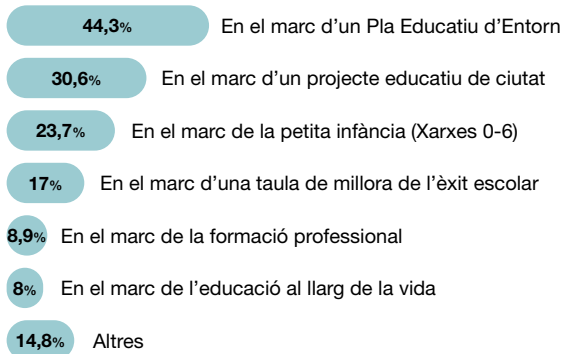 44,3% En el marc d’un Pla Educatiu d’Entorn
30,6% En el marc d’un projecte educatiu de ciutat
23,7% En el marc de la petita infància (Xarxes 0-6)
17% En el marc d’una taula de millora de l’èxit escolar
8,9% En el marc de la formació professional
8% En el marc de l’educació al llarg de la vida
14,8% Altres